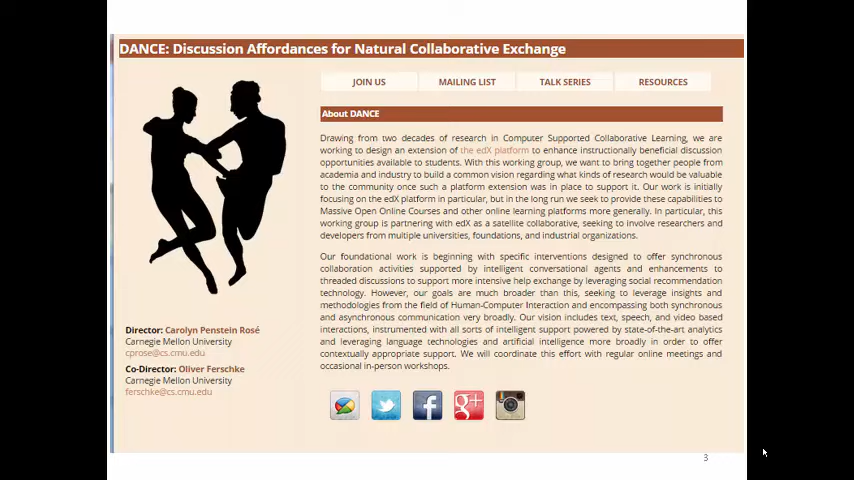 DANCE: Discussion Affordances for Natural Collaborative Exchange
JOIN US MAILING LIST TALK SERIES RESOURCES
About DANCE
Drawing from two decades of research in Computer Supported Collaborative Learning, we are
working to design an extension of the edX platform to enhance instructionally beneficial discussion
opportunities available to students. With this working group, we want to bring together people from
academia and industry to build a common vision regarding what kinds of research would be valuable
to the community once such a platform extension was in place to support it. Our work is initially
focusing on the edX platform in particular, but in the long run we seek to provide these capabilities to
Massive Open Online Courses and other online learning platforms more generally. In particular, this
working group is partnering with edX as a satellite collaborative, seeking to involve researchers and
developers from multiple universities, foundations, and industrial organizations.
Our foundational work is beginning with specific interventions designed to offer synchronous
collaboration activities supported by intelligent conversational agents and enhancements to
threaded discussions to support more intensive help exchange by leveraging social recommendation
technology. However, our goals are much broader than this, seeking to leverage insights and
methodologies from the field of Human-Computer Interaction and encompassing both synchronous
and asynchronous communication very broadly. Our vision includes text, speech, and video based
interactions, instrumented with all sorts of intelligent support powered by state-of-the-art analytics
and leveraging language technologies and artificial intelligence more broadly in order to offer
contextually appropriate support. We will coordinate this effort with regular online meetings and
occasional in-person workshops.
Director: Carolyn Penstein Rosé
Carnegie Mellon University
cprose@cs.cmu.edu
Co-Director: Oliver Ferschke
Carnegie Mellon University
ferschke@cs.cmu.edu
f
g+
3